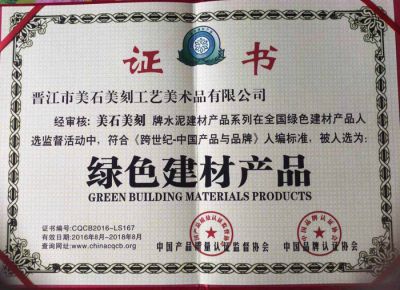 证书
晋江市美石美刻工艺美术品有限公司
经审核：美石美刻 牌水泥建材产品系列在全国绿色建材产品人
选监督活动中，符合《跨世纪·中国产品与品牌》人编标准，被人选为：
绿色建材产品
GREEN BUILDING MATERIALS PRODUCTS
证书编号:CQCB2016-LS167
有效日期:2016年8月-2018年8月
查询网址:www.chinacqcb.org
中国产品质量认证监督协会
中国品牌认证协会